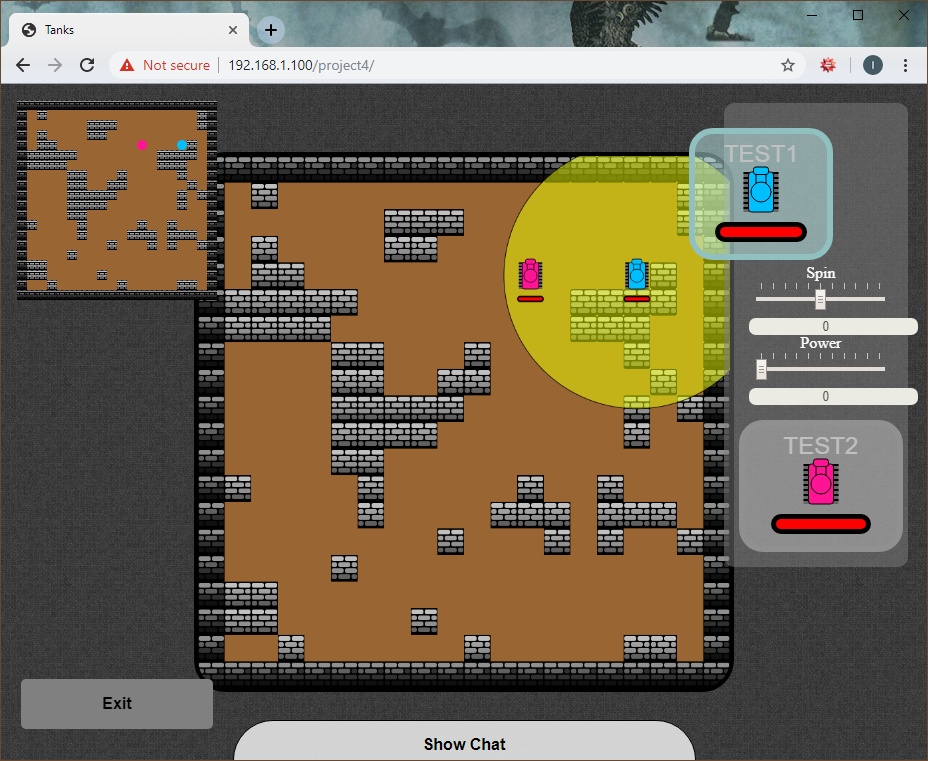 Tanks
Not secure 192.168.1.100/project4/
I
TEST1
Spin
0
Power
0
TEST2
Exit
Show Chat